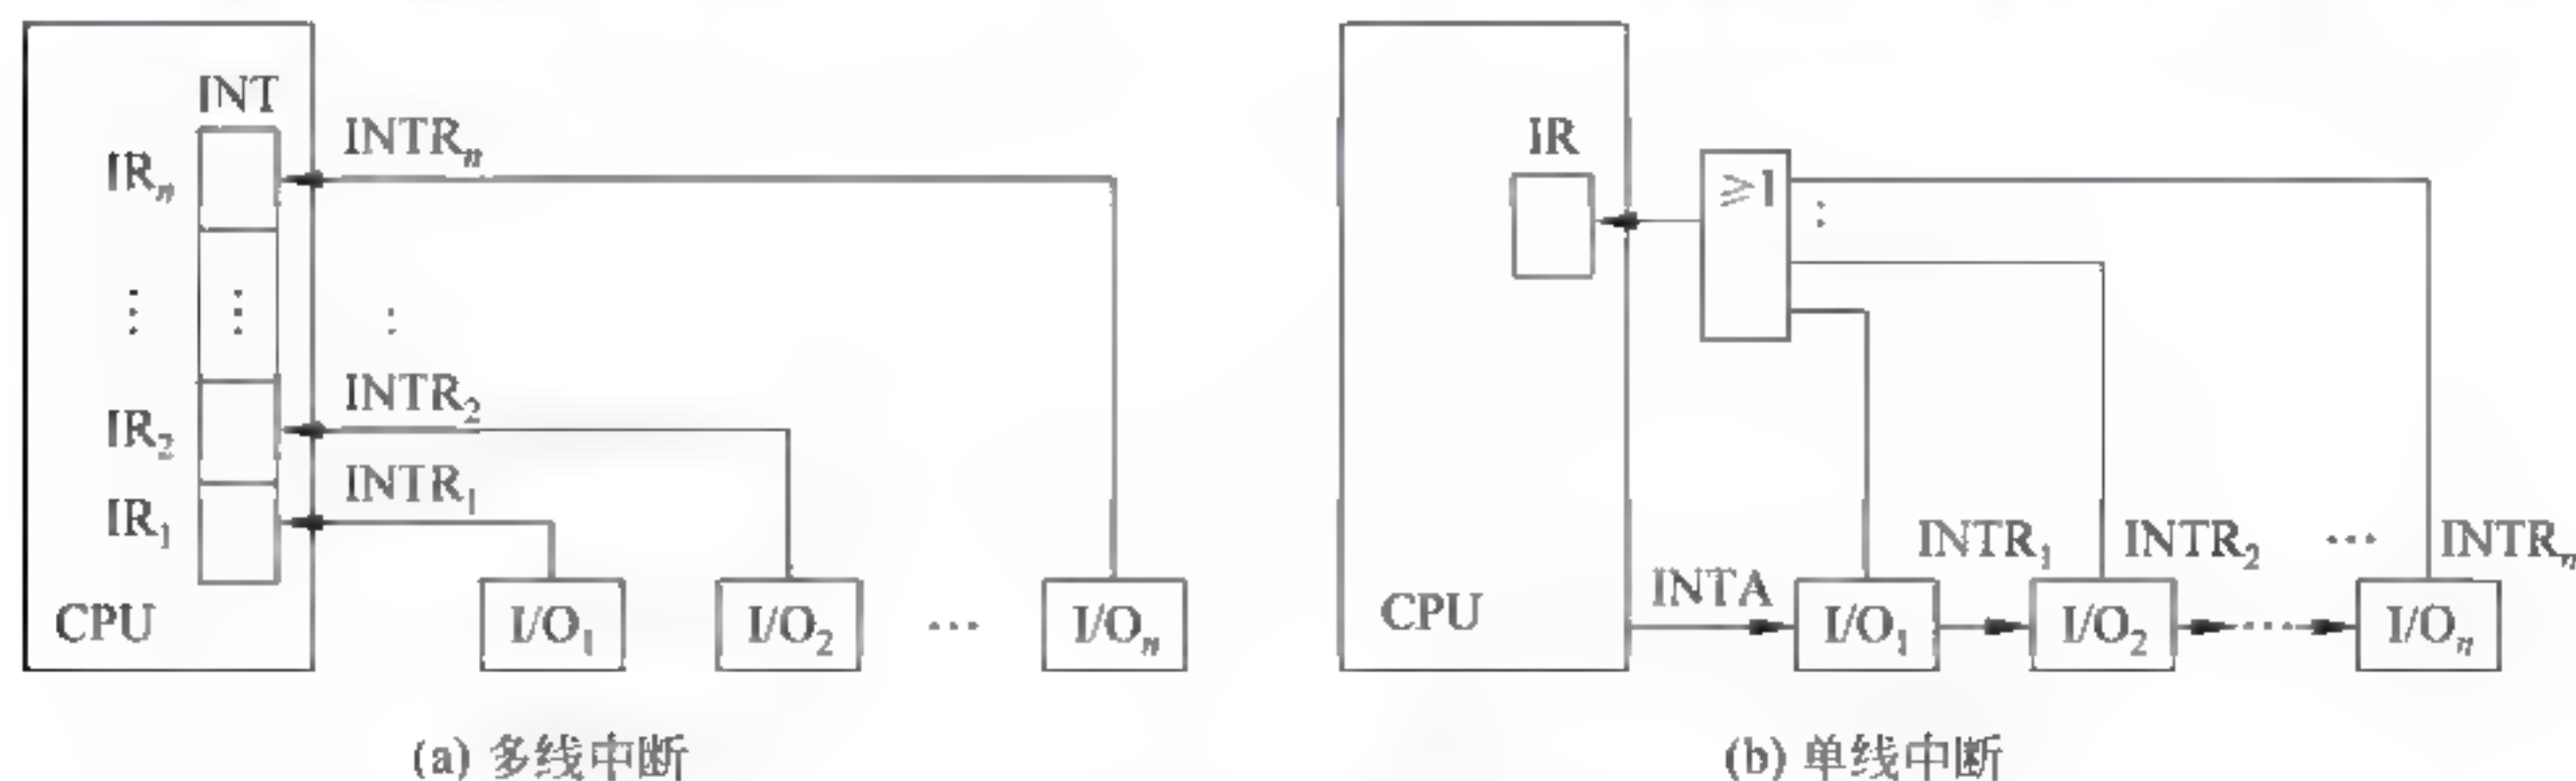 INT
INTRₙ
IRₙ
⋮ ⋮ ⋮
INTR₂
IR₂
INTR₁
IR₁
CPU
I/O₁ I/O₂ … I/Oₙ
(a) 多线中断
IR
≥1
⋮
INTR₁ INTR₂ … INTRₙ
INTA
CPU
I/O₁ I/O₂ … I/Oₙ
(b) 单线中断